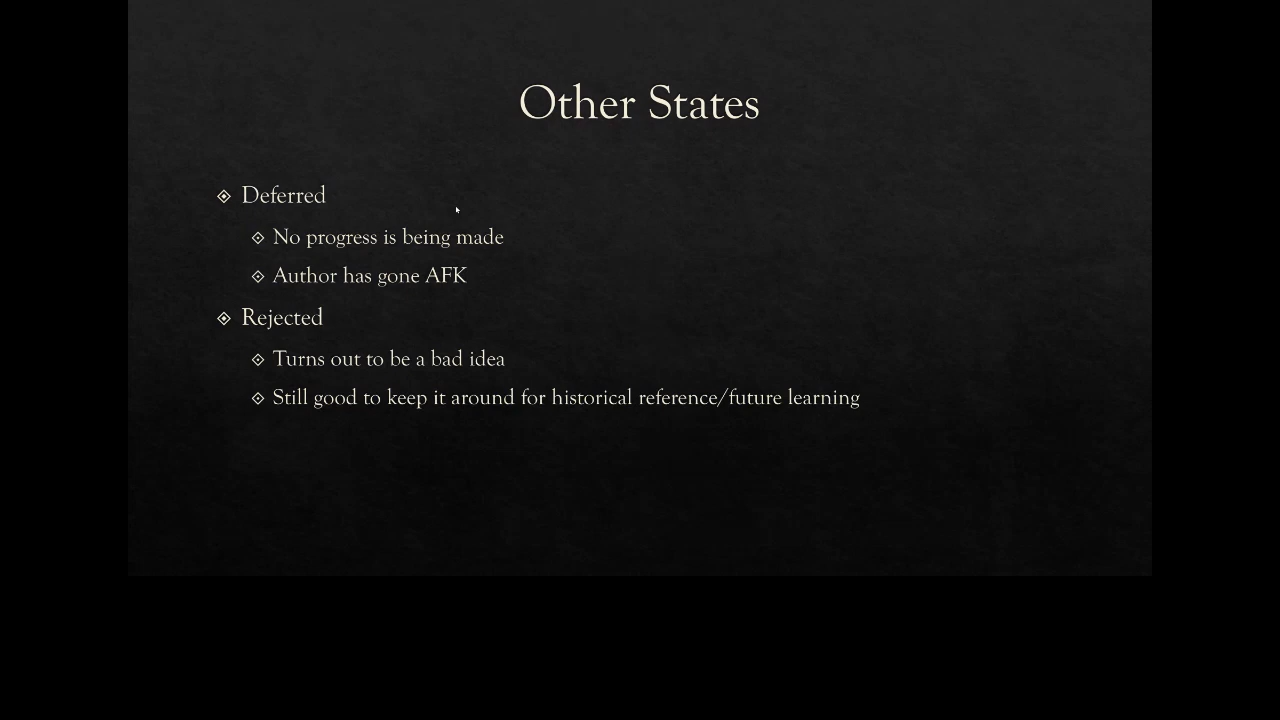 Other States
Deferred
No progress is being made
Author has gone AFK
Rejected
Turns out to be a bad idea
Still good to keep it around for historical reference/future learning